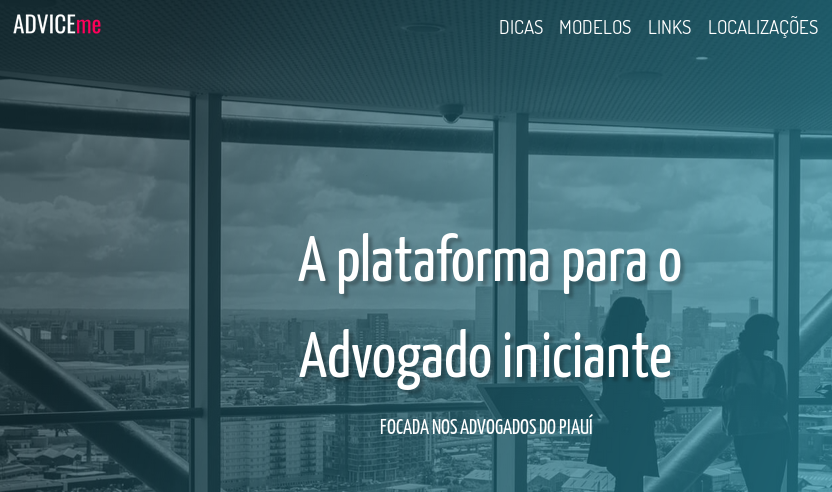 ADVICEme
DICAS MODELOS LINKS LOCALIZAÇÕES
A plataforma para o
Advogado iniciante
FOCADA NOS ADVOGADOS DO PIAUÍ